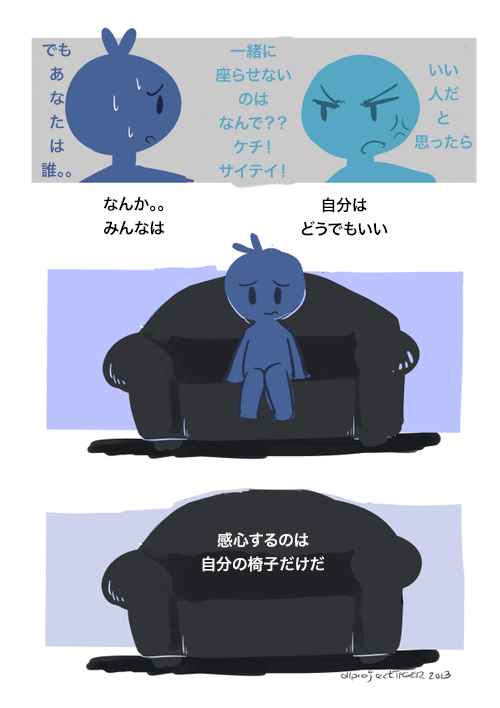 でも
あなたは
誰。。
一緒に
座らせない
のは
なんで??
ケチ!
サイテイ!
いい
人だ
と
思ったら
なんか。。
みんなは
自分は
どうでもいい
感心するのは
自分の椅子だけだ
allprojectTIGER 2013